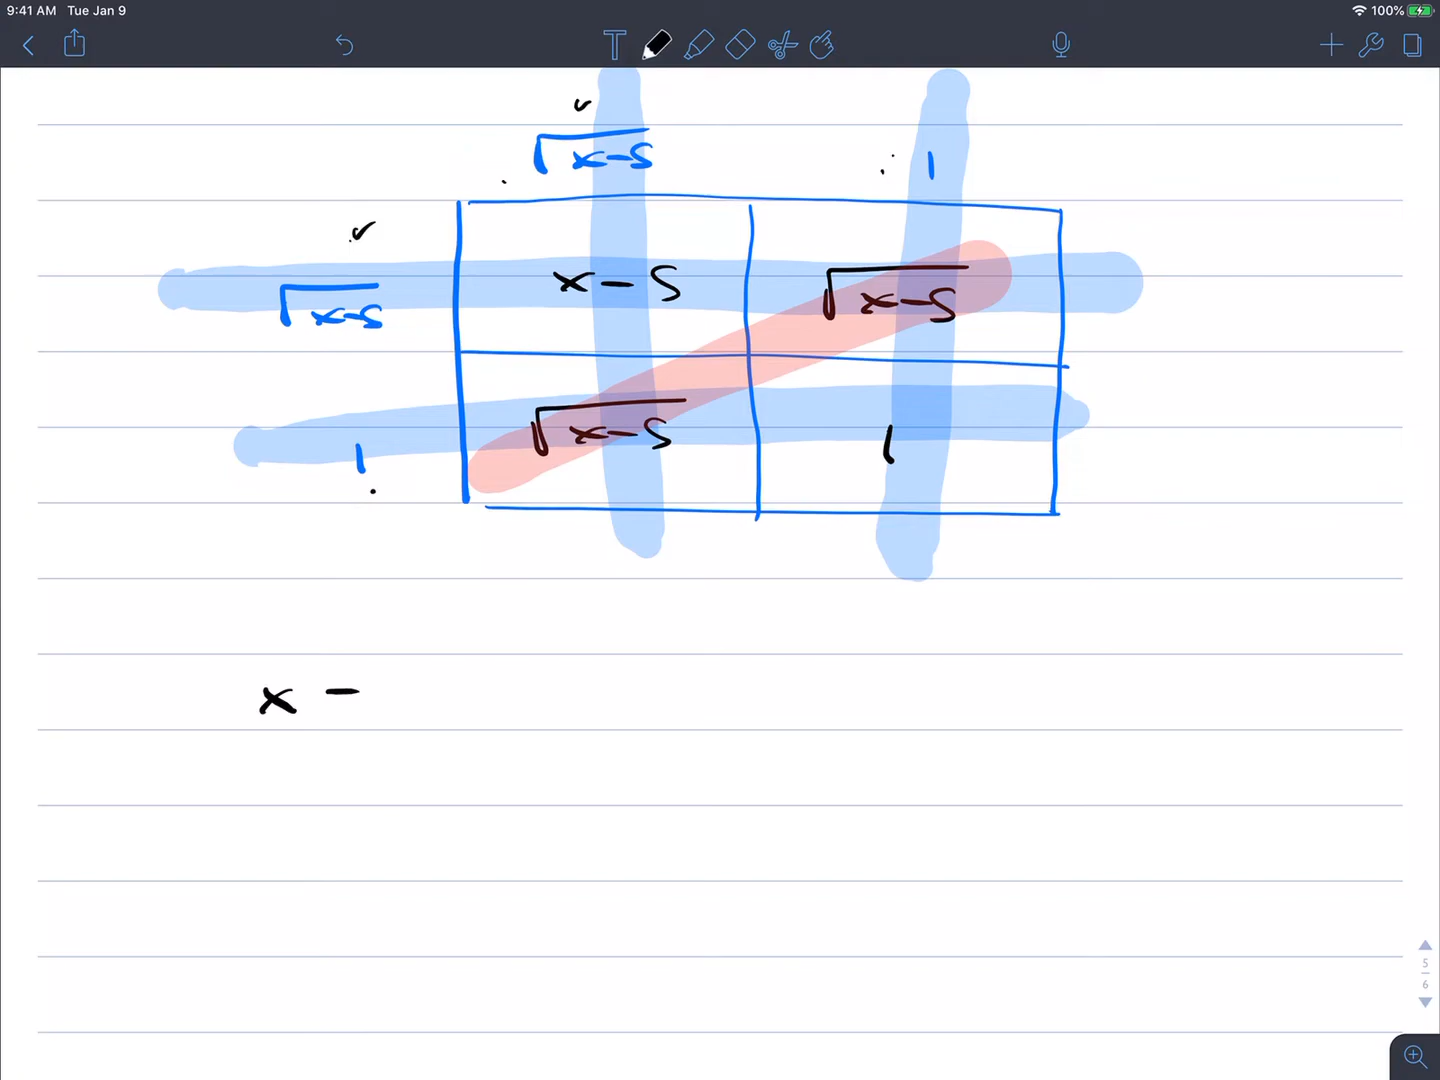 9:41 AM Tue Jan 9 100%
T
√(x-5) 1
√(x-5) x-5 √(x-5)
1 √(x-5) 1
x -
5
6